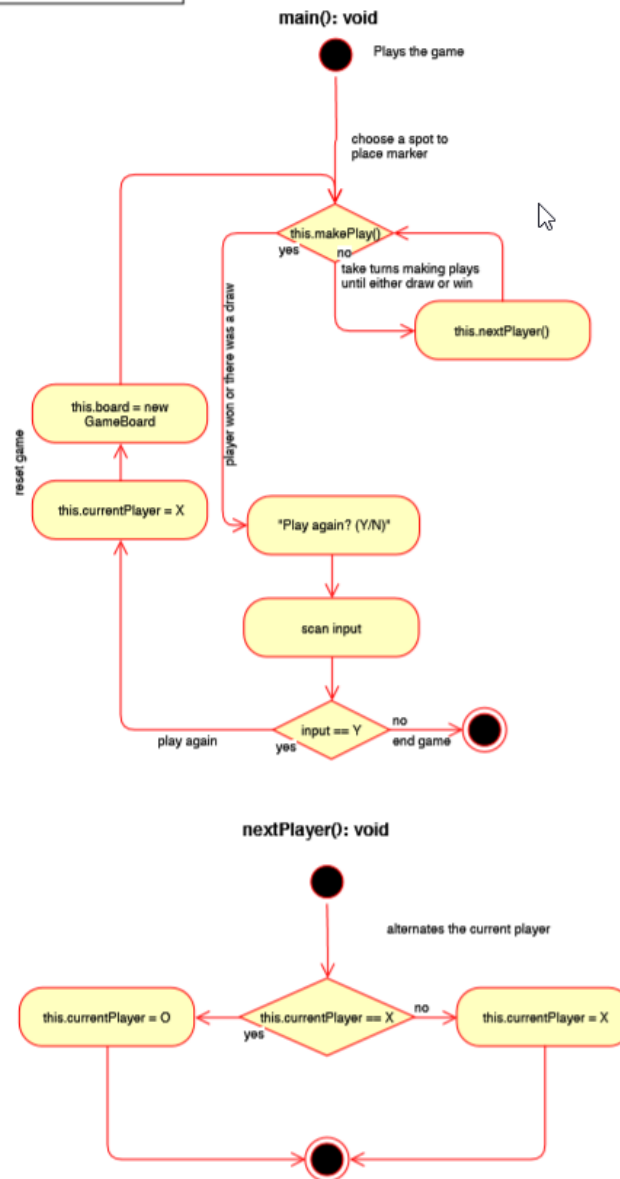 main(): void
Plays the game
choose a spot to
place marker
this.makePlay()
yes
no
take turns making plays
until either draw or win
this.nextPlayer()
player won or there was a draw
this.board = new
GameBoard
reset game
this.currentPlayer = X
"Play again? (Y/N)"
scan input
input == Y
no
end game
yes
play again
nextPlayer(): void
alternates the current player
this.currentPlayer = O
this.currentPlayer == X
yes
no
this.currentPlayer = X